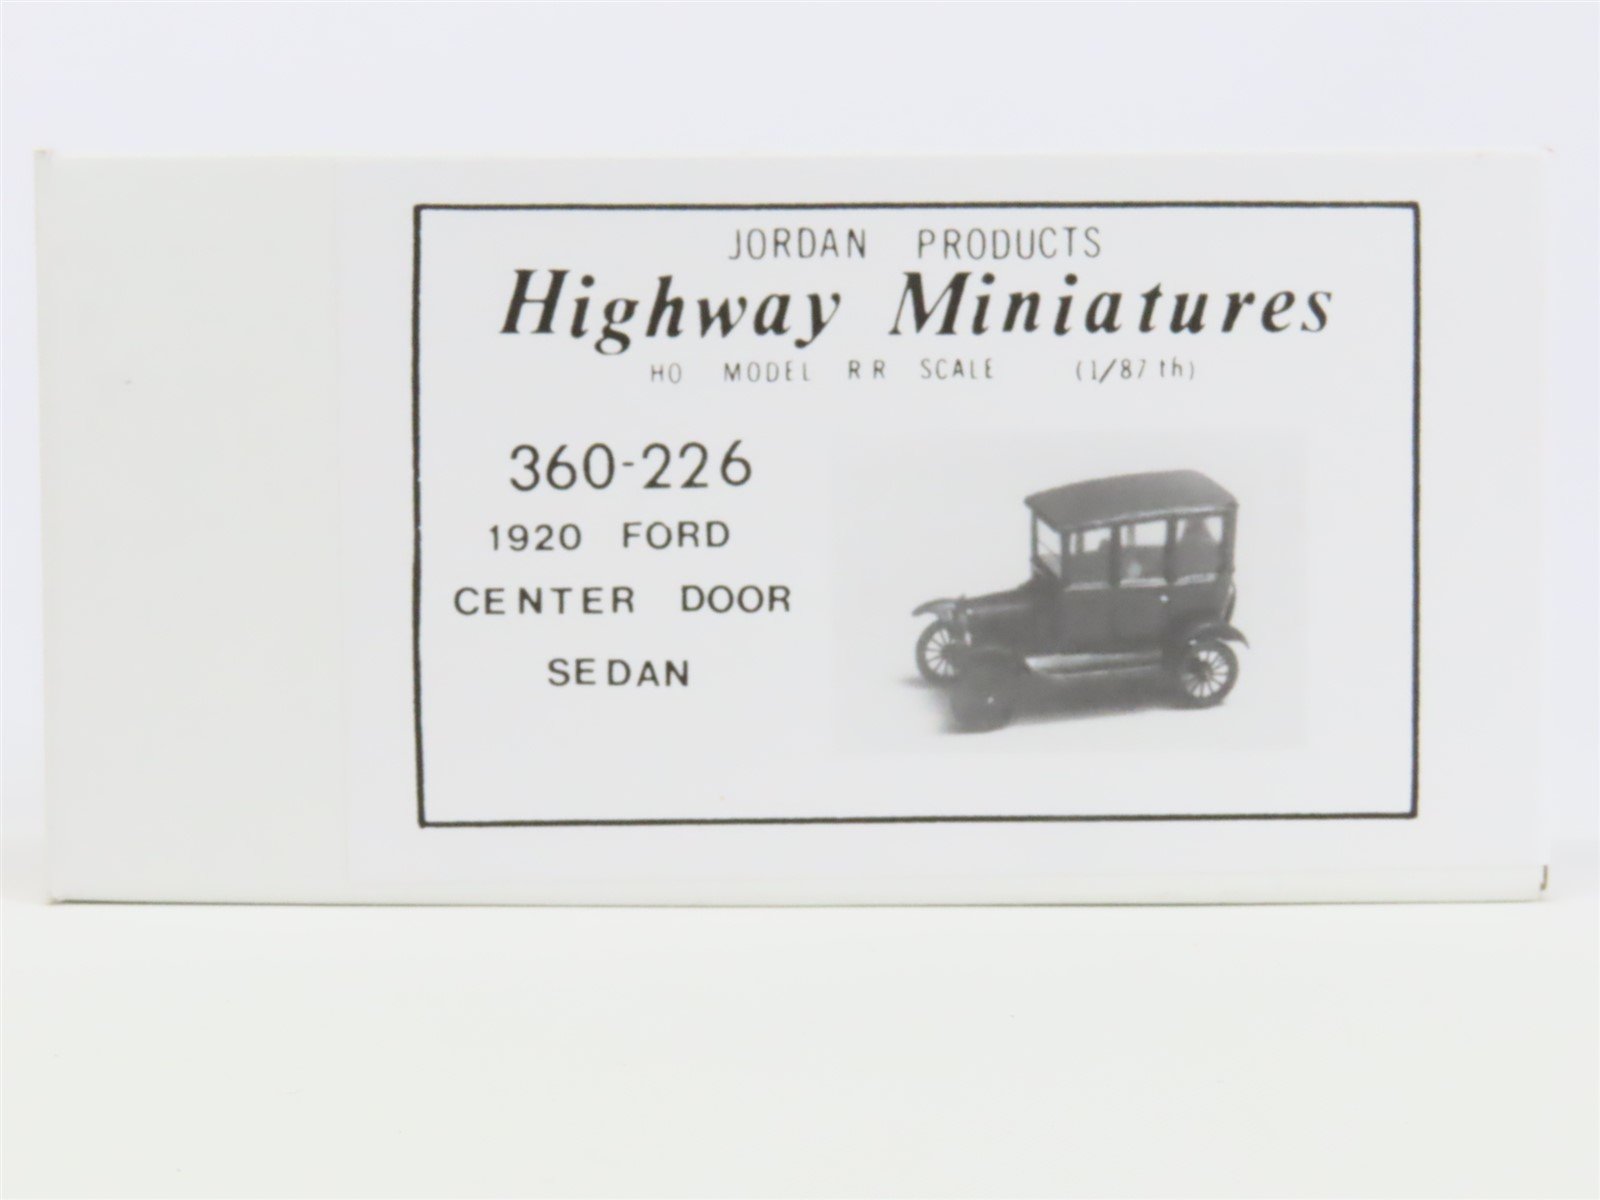 JORDAN PRODUCTS
Highway Miniatures
HO MODEL RR SCALE (1/87th)
360-226
1920 FORD
CENTER DOOR
SEDAN